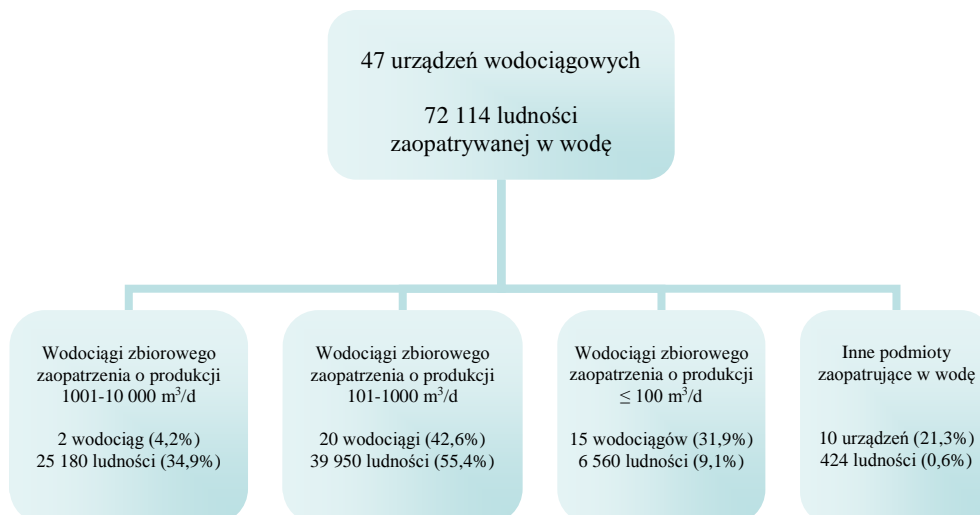 47 urządzeń wodociągowych
72 114 ludności
zaopatrywanej w wodę
Wodociągi zbiorowego
zaopatrzenia o produkcji
1001-10 000 m³/d
2 wodociąg (4,2%)
25 180 ludności (34,9%)
Wodociągi zbiorowego
zaopatrzenia o produkcji
101-1000 m³/d
20 wodociągi (42,6%)
39 950 ludności (55,4%)
Wodociągi zbiorowego
zaopatrzenia o produkcji
≤ 100 m³/d
15 wodociągów (31,9%)
6 560 ludności (9,1%)
Inne podmioty
zaopatrujące w wodę
10 urządzeń (21,3%)
424 ludności (0,6%)